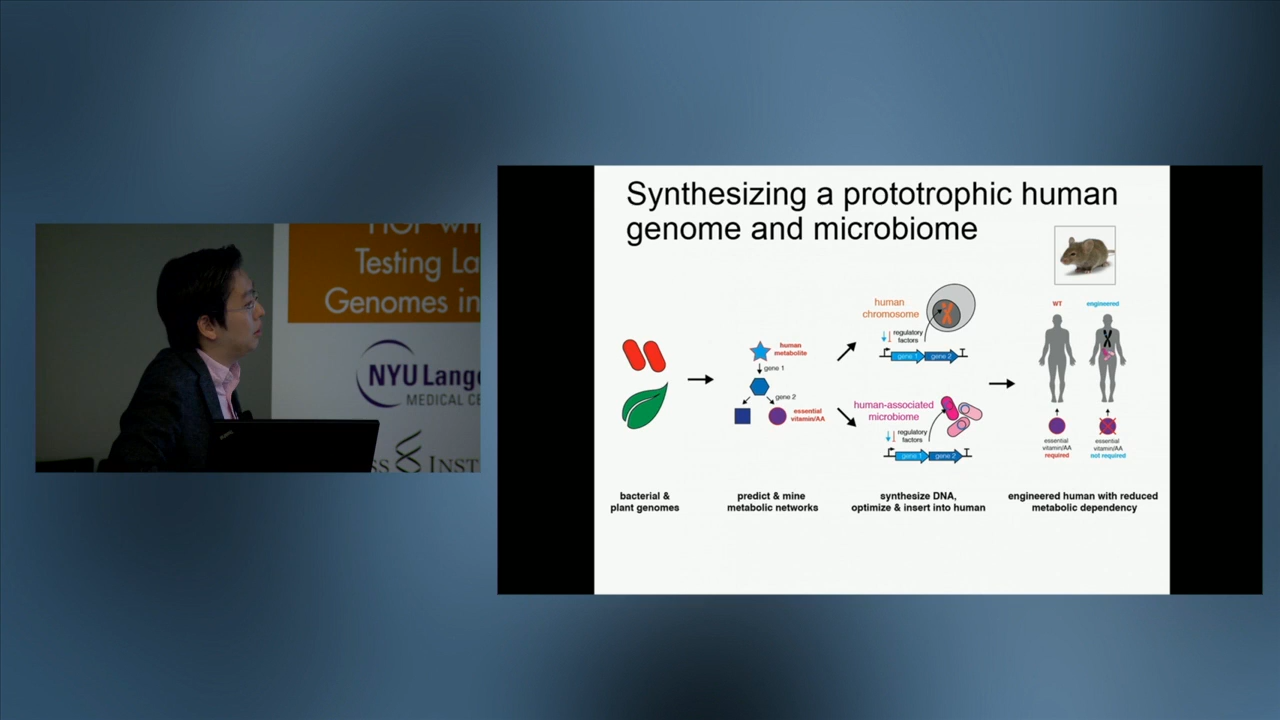 Testing La
Genomes in
NYU Lange
MEDICAL CE
SS INST
Synthesizing a prototrophic human
genome and microbiome
human
metabolite
gene 1
gene 2
essential
vitamin/AA
human
chromosome
regulatory
factors
gene 1 gene 2
human-associated
microbiome
regulatory
factors
gene 1 gene 2
WT engineered
essential
vitamin/AA
required
essential
vitamin/AA
not required
bacterial &
plant genomes
predict & mine
metabolic networks
synthesize DNA,
optimize & insert into human
engineered human with reduced
metabolic dependency